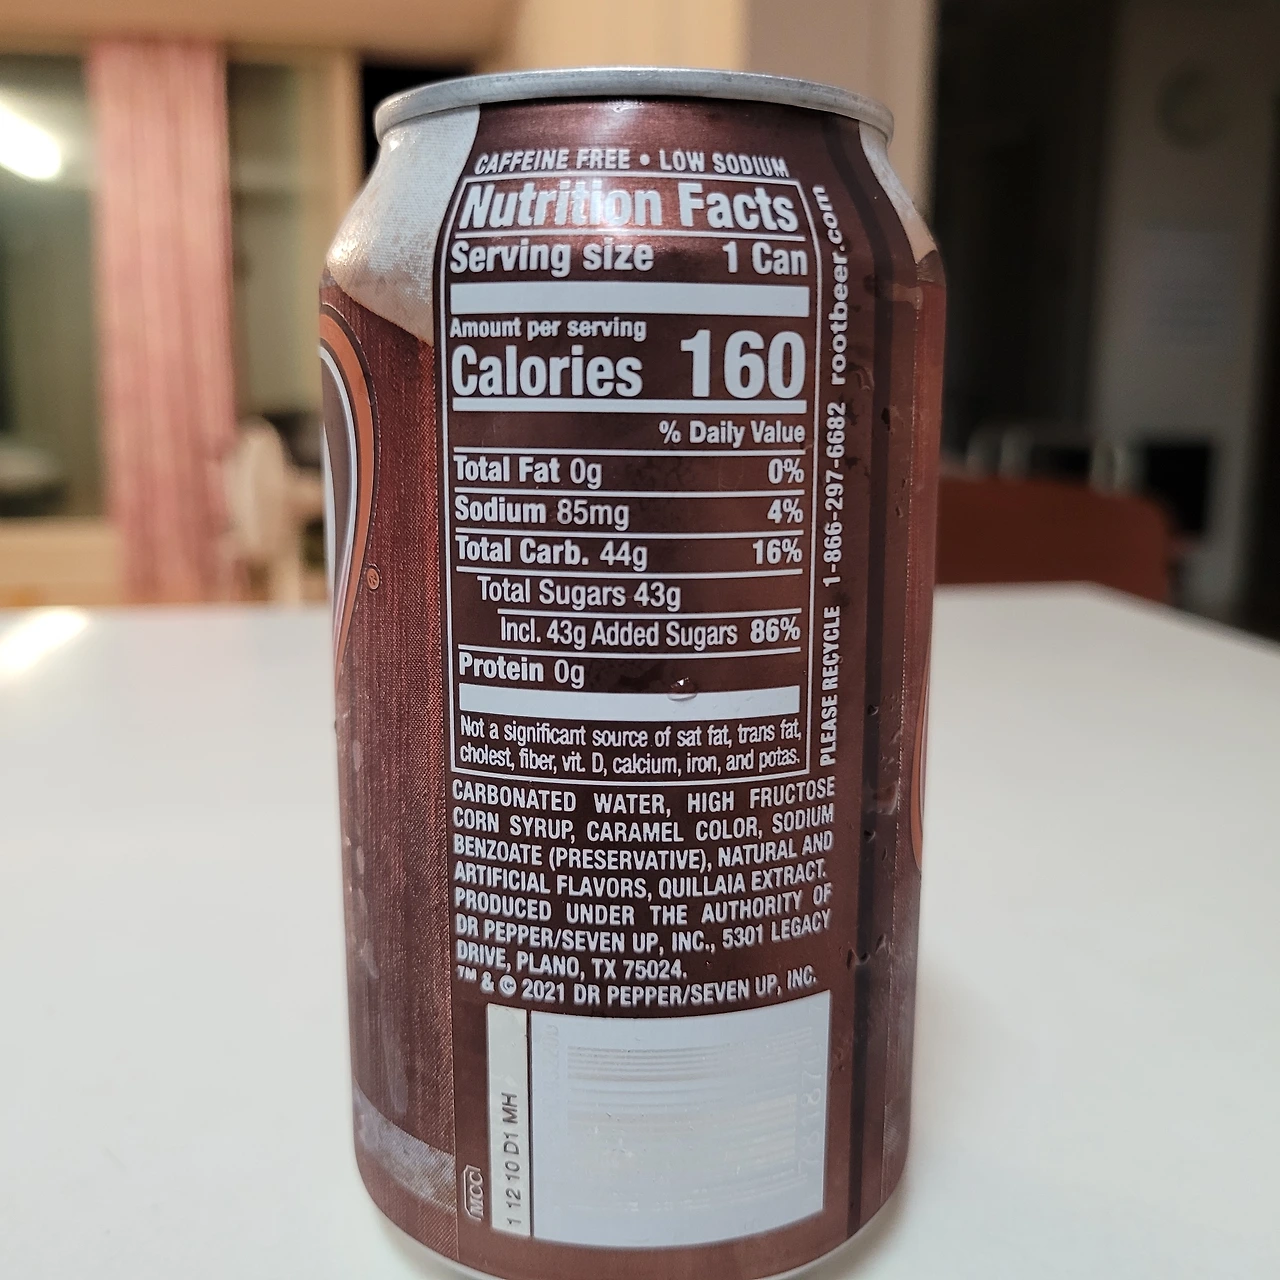 CAFFEINE FREE • LOW SODIUM
Nutrition Facts
Serving size 1 Can
Amount per serving
Calories 160
% Daily Value
Total Fat 0g 0%
Sodium 85mg 4%
Total Carb. 44g 16%
Total Sugars 43g
Incl. 43g Added Sugars 86%
Protein 0g
Not a significant source of sat fat, trans fat,
cholest, fiber, vit. D, calcium, iron, and potas.
CARBONATED WATER, HIGH FRUCTOSE
CORN SYRUP, CARAMEL COLOR, SODIUM
BENZOATE (PRESERVATIVE), NATURAL AND
ARTIFICIAL FLAVORS, QUILLAIA EXTRACT.
PRODUCED UNDER THE AUTHORITY OF
DR PEPPER/SEVEN UP, INC., 5301 LEGACY
DRIVE, PLANO, TX 75024.
™ & © 2021 DR PEPPER/SEVEN UP, INC.
PLEASE RECYCLE 1-866-297-6682 rootbeer.com
®
MCC
1 12 10 D1 MH